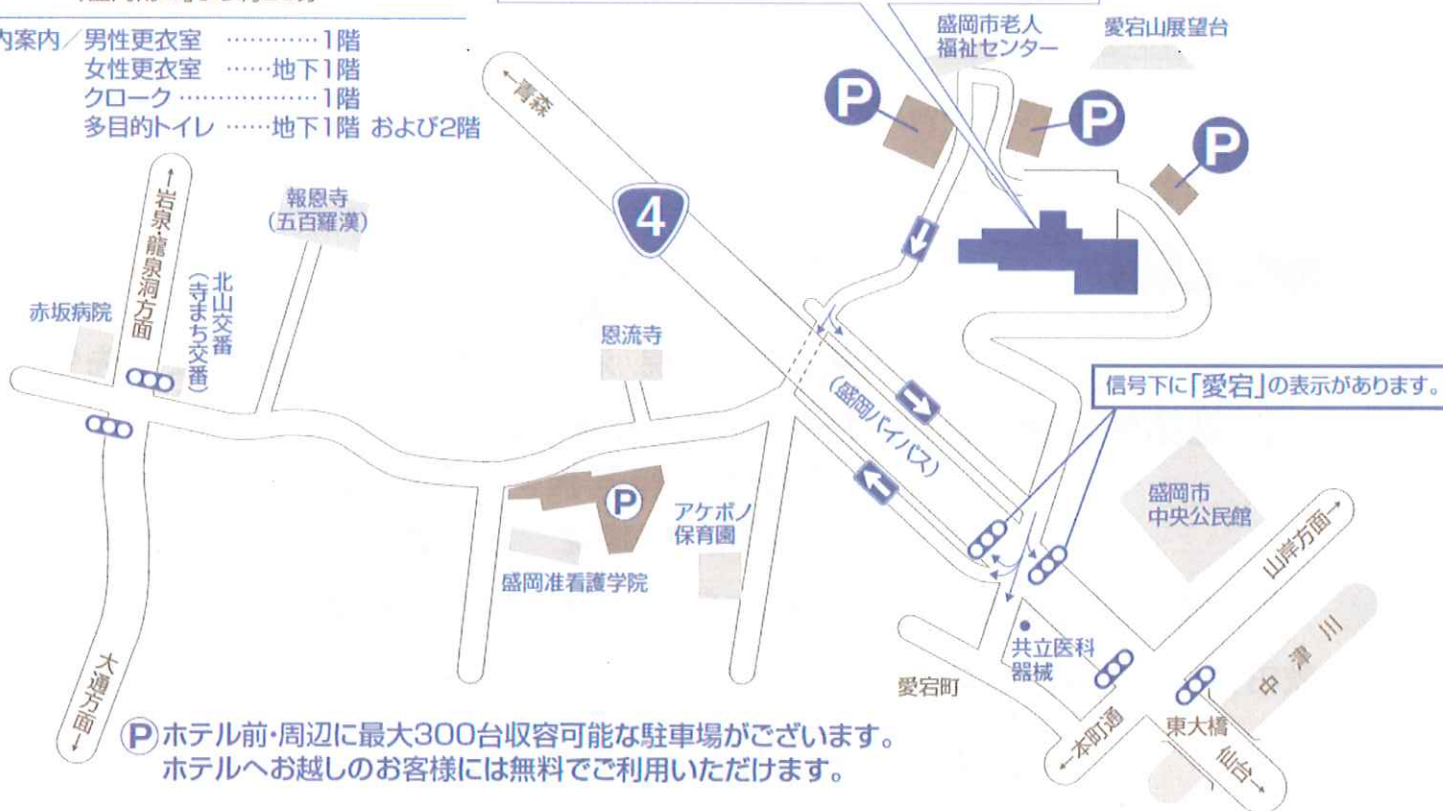 内案内／男性更衣室 …………1階
女性更衣室 ……地下1階
クローク ………………1階
多目的トイレ ……地下1階 および2階
盛岡市老人
福祉センター
愛宕山展望台
←青森
P
P
P
4
←岩泉・龍泉洞方面
報恩寺
（五百羅漢）
北山交番
（寺まち交番）
赤坂病院
恩流寺
（盛岡バイパス）
信号下に「愛宕」の表示があります。
盛岡市
中央公民館
P
アケボノ
保育園
盛岡准看護学院
山岸方面→
中津川
共立医科
器械
愛宕町
大通方面→
←本町通
東大橋
仙台→
Pホテル前・周辺に最大300台収容可能な駐車場がございます。
ホテルへお越しのお客様には無料でご利用いただけます。